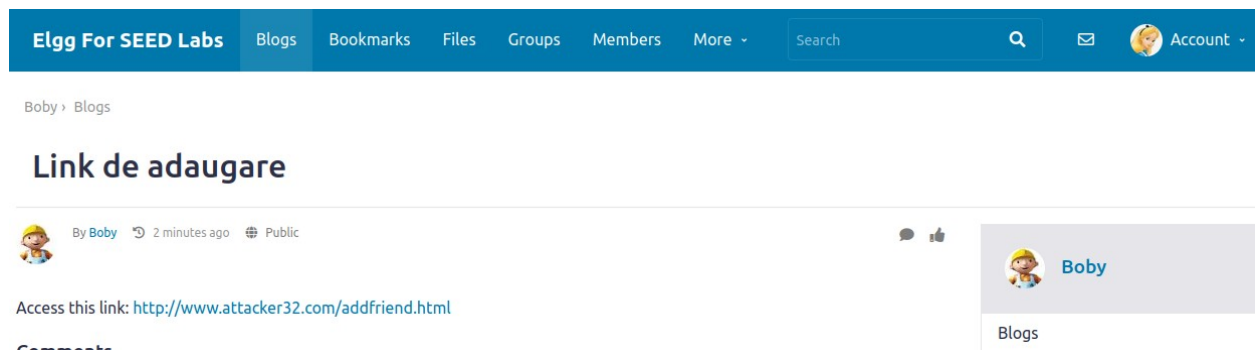 Elgg For SEED Labs Blogs Bookmarks Files Groups Members More Search Account
Boby › Blogs
Link de adaugare
By Boby 2 minutes ago Public
Boby
Access this link: http://www.attacker32.com/addfriend.html
Blogs
Comments